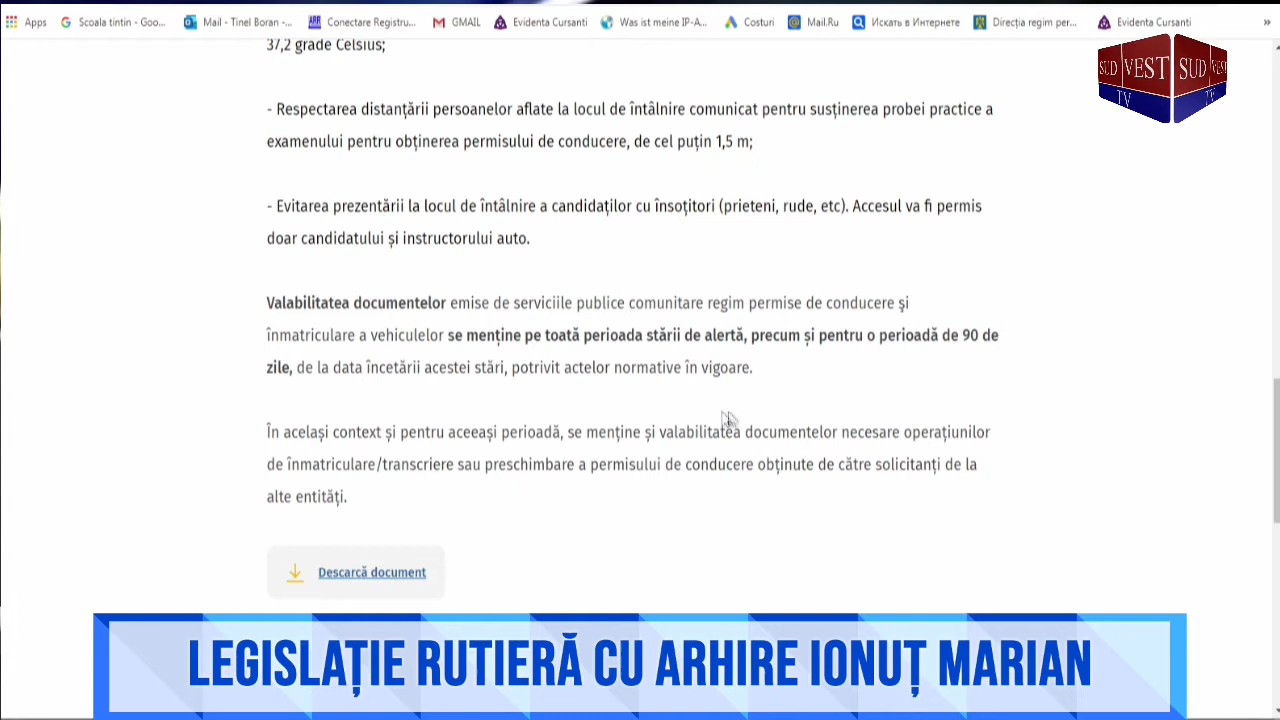 Apps Scoala tintin - Goo... Mail - Tinel Boran -... ARR Conectare Registru... GMAIL Evidenta Cursanti Was ist meine IP-A... Costuri Mail.Ru Искать в Интернете Direcția regim per... Evidenta Cursanti »
37,2 grade Celsius;
SUD VEST SUD VEST
TV TV
- Respectarea distanțării persoanelor aflate la locul de întâlnire comunicat pentru susținerea probei practice a
examenului pentru obținerea permisului de conducere, de cel puțin 1,5 m;
- Evitarea prezentării la locul de întâlnire a candidaților cu însoțitori (prieteni, rude, etc). Accesul va fi permis
doar candidatului și instructorului auto.
Valabilitatea documentelor emise de serviciile publice comunitare regim permise de conducere şi
înmatriculare a vehiculelor se menține pe toată perioada stării de alertă, precum și pentru o perioadă de 90 de
zile, de la data încetării acestei stări, potrivit actelor normative în vigoare.
În același context și pentru aceeași perioadă, se mențin e și valabilitatea documentelor necesare operațiunilor
de înmatriculare/transcriere sau preschimbare a permisului de conducere obținute de către solicitanți de la
alte entități.
Descarcă document
LEGISLAȚIE RUTIERĂ CU ARHIRE IONUȚ MARIAN